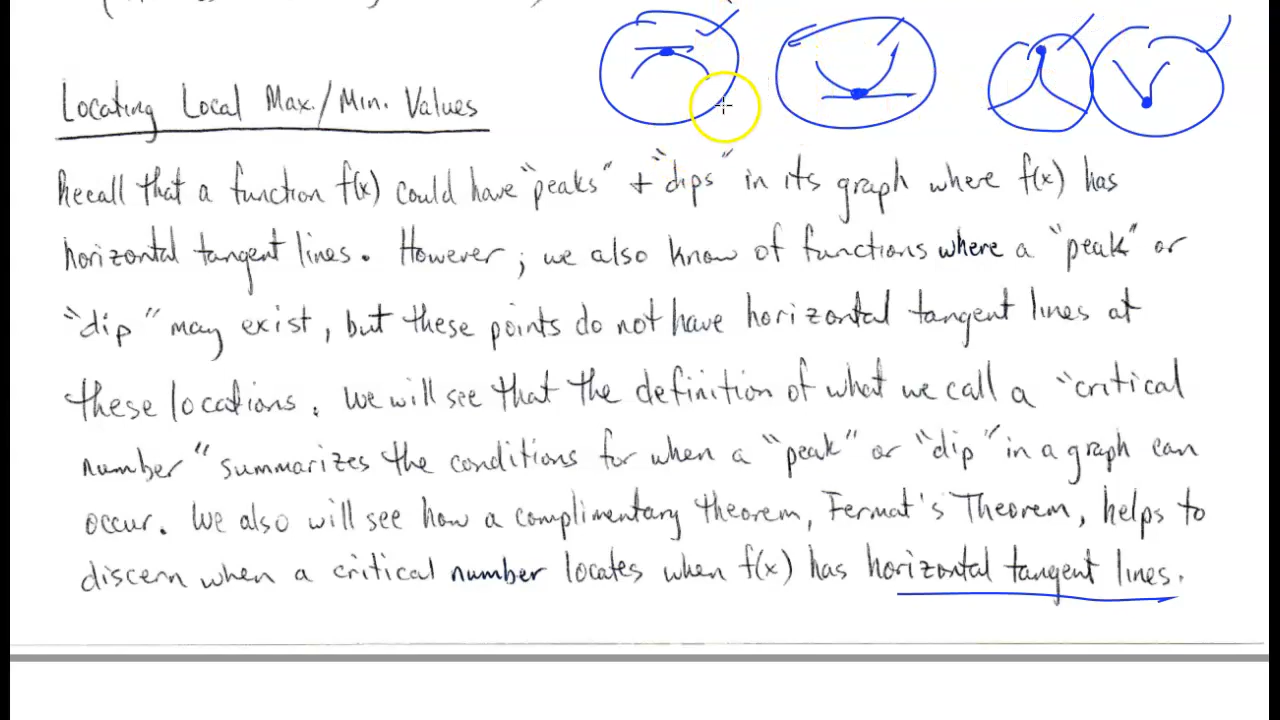 Locating Local Max./Min. Values
Recall that a function f(x) could have "peaks" + "dips" in its graph where f(x) has
horizontal tangent lines. However, we also know of functions where a "peak" or
"dip" may exist, but these points do not have horizontal tangent lines at
these locations. We will see that the definition of what we call a "critical
number" summarizes the conditions for when a "peak" or "dip" in a graph can
occur. We also will see how a complimentary theorem, Fermat's Theorem, helps to
discern when a critical number locates when f(x) has horizontal tangent lines.